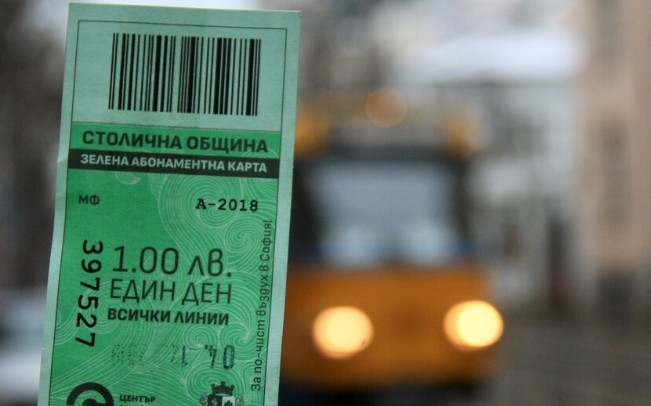 СТОЛИЧНА ОБЩИНА
ЗЕЛЕНА АБОНАМЕНТНА КАРТА
МФ
А-2018
397527
1.00 лв.
ЕДИН ДЕН
ВСИЧКИ ЛИНИИ
За по-чист въздух в София!
ЦЕНТЪР